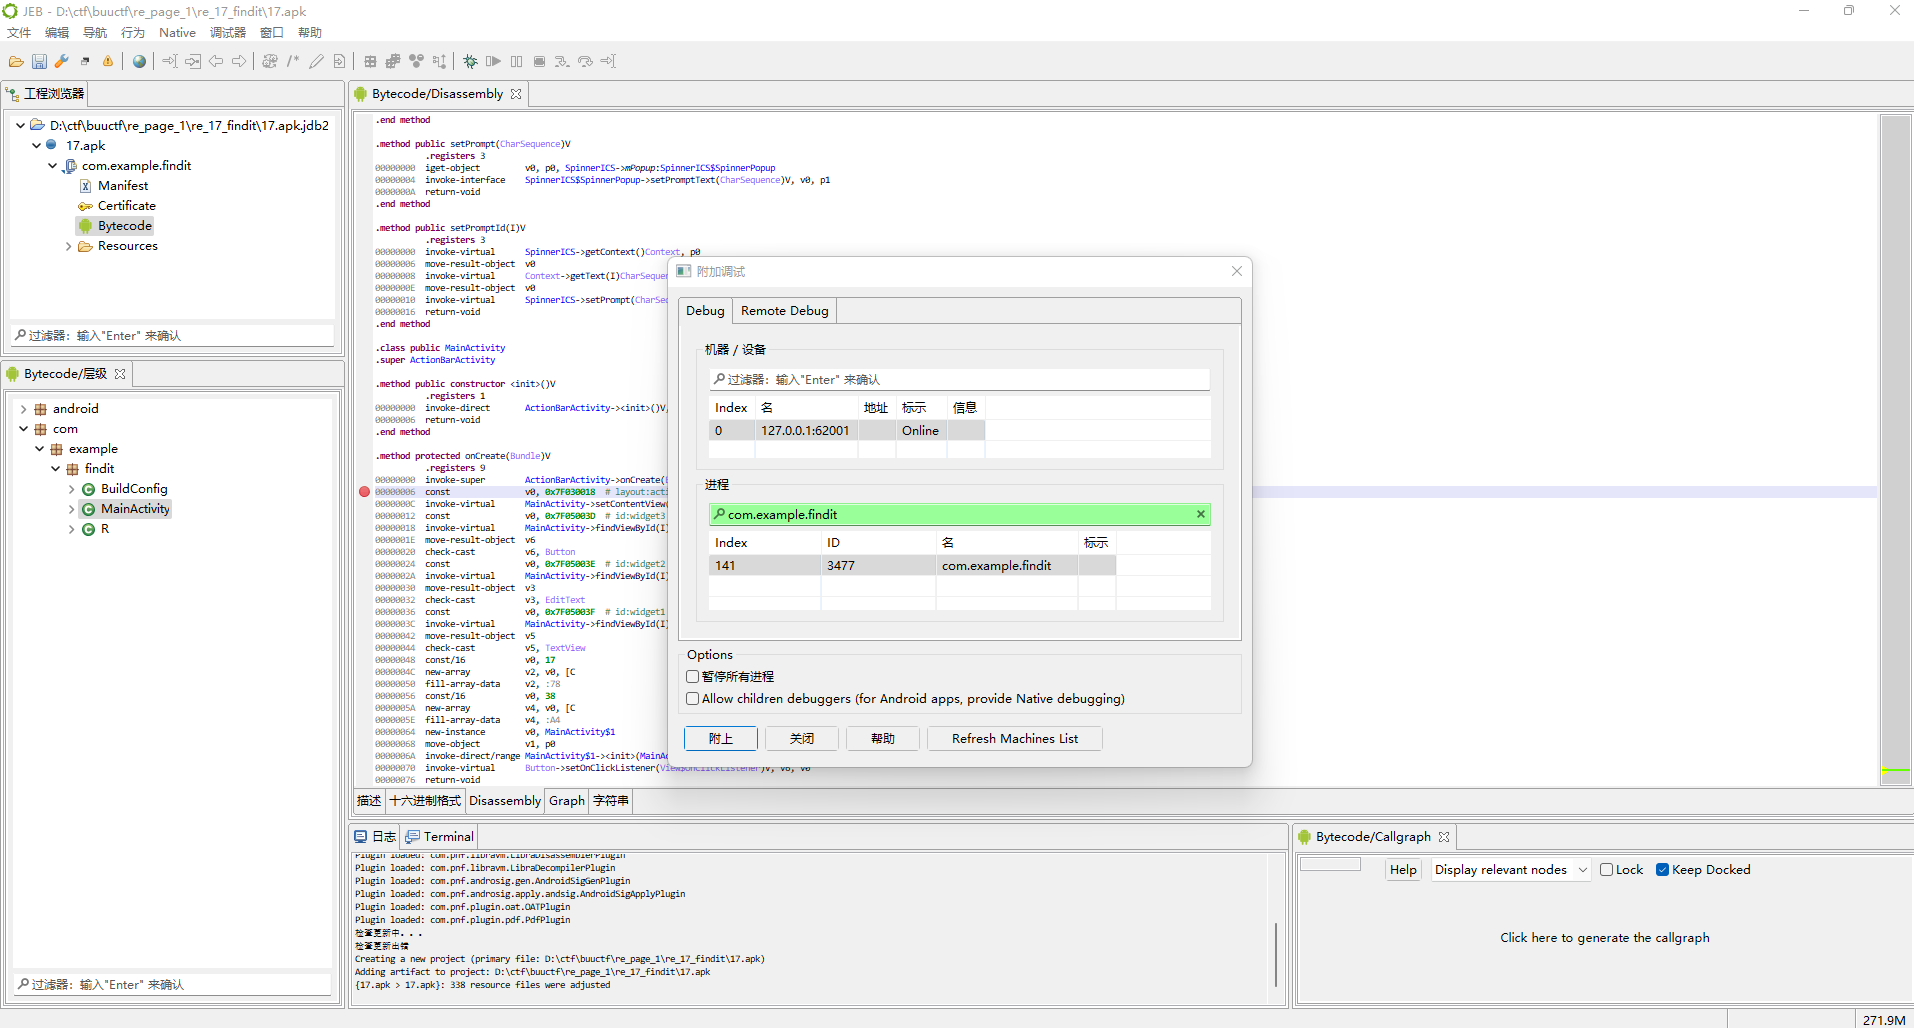 JEB - D:\ctf\buuctf\re_page_1\re_17_findit\17.apk
文件 编辑 导航 行为 Native 调试器 窗口 帮助
工程浏览器
D:\ctf\buuctf\re_page_1\re_17_findit\17.apk.jdb2
17.apk
com.example.findit
Manifest
Certificate
Bytecode
Resources
过滤器：输入"Enter" 来确认
Bytecode/层级
android
com
example
findit
BuildConfig
MainActivity
R
过滤器：输入"Enter" 来确认
Bytecode/Disassembly
.end method
.method public setPrompt(CharSequence)V
.registers 3
00000000 iget-object v0, p0, SpinnerICS->mPopup:SpinnerICS$SpinnerPopup
00000004 invoke-interface SpinnerICS$SpinnerPopup->setPromptText(CharSequence)V, v0, p1
0000000A return-void
.end method
.method public setPromptId(I)V
.registers 3
00000000 invoke-virtual SpinnerICS->getContext()Context, p0
00000006 move-result-object v0
00000008 invoke-virtual Context->getText(I)CharSequen
0000000E move-result-object v0
00000010 invoke-virtual SpinnerICS->setPrompt(CharSeq
00000016 return-void
.end method
.class public MainActivity
.super ActionBarActivity
.method public constructor <init>()V
.registers 1
00000000 invoke-direct ActionBarActivity-><init>()V,
00000006 return-void
.end method
.method protected onCreate(Bundle)V
.registers 9
00000000 invoke-super ActionBarActivity->onCreate(
00000006 const v0, 0x7F030018 # layout:acti
0000000C invoke-virtual MainActivity->setContentView(
00000012 const v0, 0x7F05003D # id:widget3
00000018 invoke-virtual MainActivity->findViewById(I)
0000001E move-result-object v6
00000020 check-cast v6, Button
00000024 const v0, 0x7F05003E # id:widget2
0000002A invoke-virtual MainActivity->findViewById(I)
00000030 move-result-object v3
00000032 check-cast v3, EditText
00000036 const v0, 0x7F05003F # id:widget1
0000003C invoke-virtual MainActivity->findViewById(I)
00000042 move-result-object v5
00000044 check-cast v5, TextView
00000048 const/16 v0, 17
0000004C new-array v2, v0, [C
00000050 fill-array-data v2, :78
00000056 const/16 v0, 38
0000005A new-array v4, v0, [C
0000005E fill-array-data v4, :A4
00000064 new-instance v0, MainActivity$1
00000068 move-object v1, p0
0000006A invoke-direct/range MainActivity$1-><init>(MainAc
00000070 invoke-virtual Button->setOnClickListener(View$OnClickListener)V, v6, v0
00000076 return-void
描述 十六进制格式 Disassembly Graph 字符串
附加调试
Debug Remote Debug
机器 / 设备
过滤器：输入"Enter" 来确认
Index 名 地址 标示 信息
0 127.0.0.1:62001 Online
进程
com.example.findit
Index ID 名 标示
141 3477 com.example.findit
Options
暂停所有进程
Allow children debuggers (for Android apps, provide Native debugging)
附上 关闭 帮助 Refresh Machines List
日志 Terminal
Plugin loaded: com.pnf.libravm.LibraDisassemblerPlugin
Plugin loaded: com.pnf.libravm.LibraDecompilerPlugin
Plugin loaded: com.pnf.androsig.gen.AndroidSigGenPlugin
Plugin loaded: com.pnf.androsig.apply.andsig.AndroidSigApplyPlugin
Plugin loaded: com.pnf.plugin.oat.OATPlugin
Plugin loaded: com.pnf.plugin.pdf.PdfPlugin
检查更新中...
检查更新出错
Creating a new project (primary file: D:\ctf\buuctf\re_page_1\re_17_findit\17.apk)
Adding artifact to project: D:\ctf\buuctf\re_page_1\re_17_findit\17.apk
{17.apk > 17.apk}: 338 resource files were adjusted
Bytecode/Callgraph
Help Display relevant nodes Lock Keep Docked
Click here to generate the callgraph
271.9M